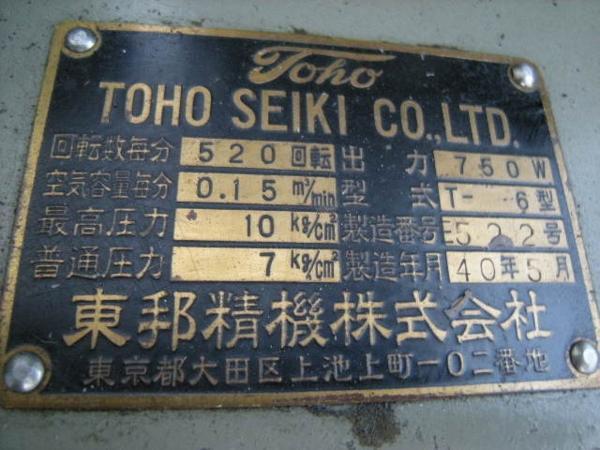 Toho
TOHO SEIKI CO.,LTD.
回転数毎分 520 回転 出力 750W
空気容量毎分 0.15 m³/min 型式 T-6型
最高圧力 10 kg/cm² 製造番号 E522号
普通圧力 7 kg/cm² 製造年月 40年5月
東邦精機株式会社
東京都大田区上池上町一〇二番地